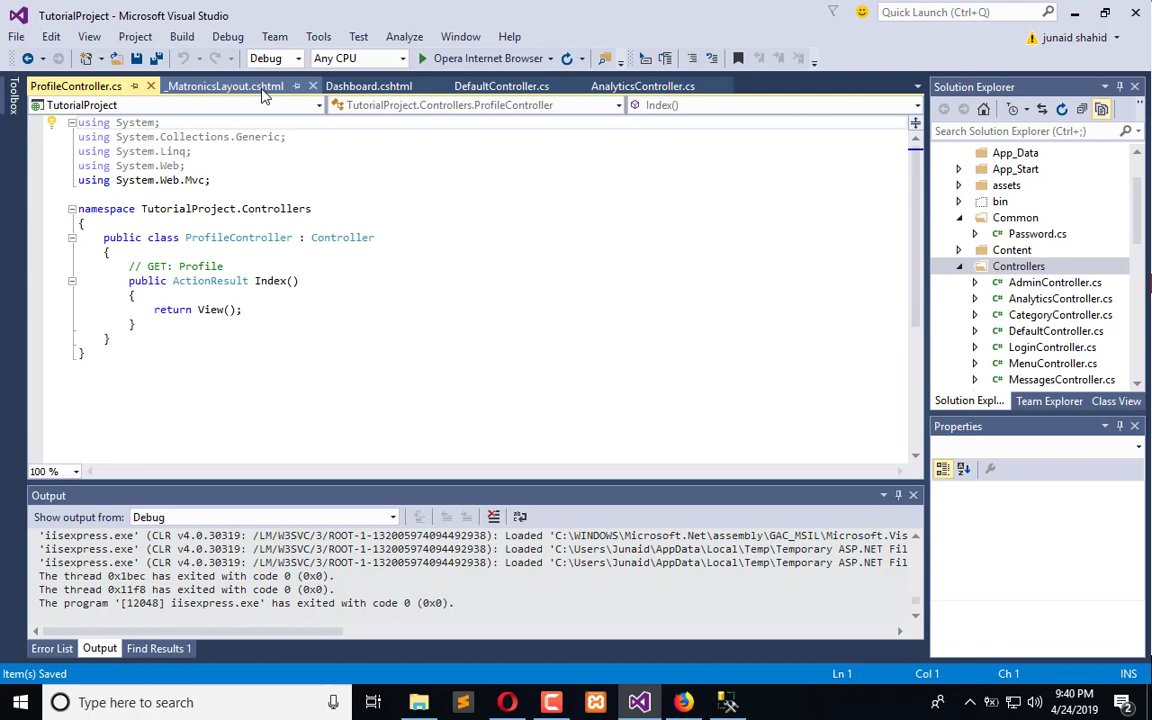 TutorialProject - Microsoft Visual Studio
Quick Launch (Ctrl+;)
File Edit View Project Build Debug Team Tools Test Analyze Window Help
junaid shahid
Debug Any CPU Opera Internet Browser
Toolbox
ProfileController.cs _MatronicsLayout.cshtml Dashboard.cshtml DefaultController.cs AnalyticsController.cs
TutorialProject TutorialProject.Controllers.ProfileController Index()
using System;
using System.Collections.Generic;
using System.Linq;
using System.Web;
using System.Web.Mvc;
namespace TutorialProject.Controllers
{
public class ProfileController : Controller
{
// GET: Profile
public ActionResult Index()
{
return View();
}
}
}
100 %
Solution Explorer
Search Solution Explorer (Ctrl+;)
App_Data
App_Start
assets
bin
Common
C# Password.cs
Content
Controllers
C# AdminController.cs
C# AnalyticsController.cs
C# CategoryController.cs
C# DefaultController.cs
C# LoginController.cs
C# MenuController.cs
C# MessagesController.cs
Solution Expl... Team Explorer Class View
Properties
Output
Show output from: Debug
'iisexpress.exe' (CLR v4.0.30319: /LM/W3SVC/3/ROOT-1-132005974094492938): Loaded 'C:\WINDOWS\Microsoft.Net\assembly\GAC_MSIL\Microsoft.Vis
'iisexpress.exe' (CLR v4.0.30319: /LM/W3SVC/3/ROOT-1-132005974094492938): Loaded 'C:\Users\Junaid\AppData\Local\Temp\Temporary ASP.NET Fil
'iisexpress.exe' (CLR v4.0.30319: /LM/W3SVC/3/ROOT-1-132005974094492938): Loaded 'C:\Users\Junaid\AppData\Local\Temp\Temporary ASP.NET Fil
The thread 0x1bec has exited with code 0 (0x0).
The thread 0x11f8 has exited with code 0 (0x0).
The program '[12048] iisexpress.exe' has exited with code 0 (0x0).
Error List Output Find Results 1
Item(s) Saved Ln 1 Col 1 Ch 1 INS
Type here to search
9:40 PM
4/24/2019
2